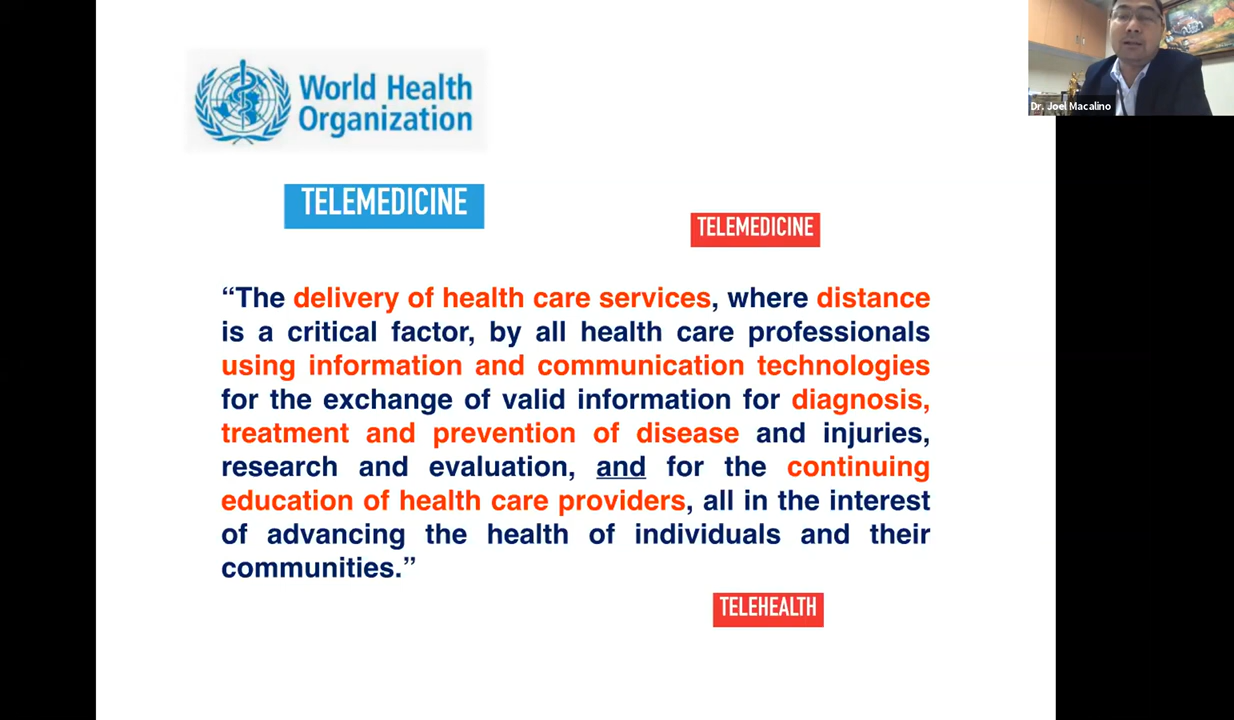 World Health
Organization
Dr. Joel Macalino
TELEMEDICINE
TELEMEDICINE
“The delivery of health care services, where distance
is a critical factor, by all health care professionals
using information and communication technologies
for the exchange of valid information for diagnosis,
treatment and prevention of disease and injuries,
research and evaluation, and for the continuing
education of health care providers, all in the interest
of advancing the health of individuals and their
communities.”
TELEHEALTH